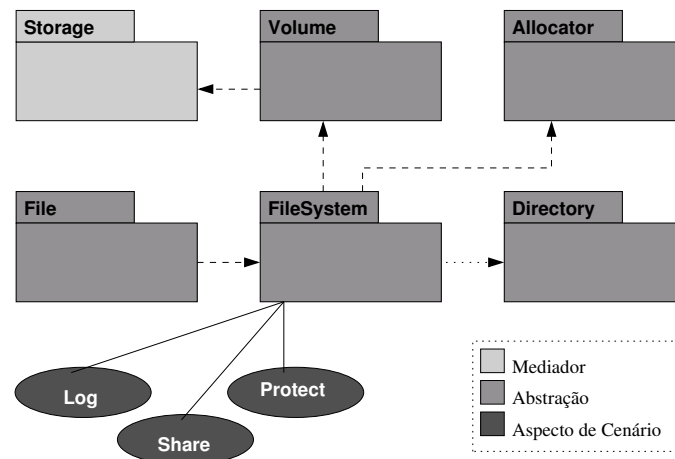 Storage
Volume
Allocator
File
FileSystem
Directory
Log
Share
Protect
Mediador
Abstração
Aspecto de Cenário